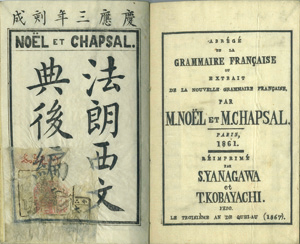 慶應三年刻成
NOËL ET CHAPSAL.
法朗西文
典後編
ABRÉGÉ
DE LA
GRAMMAIRE FRANÇAISE
OU
EXTRAIT
DE LA NOUVELLE GRAMMAIRE FRANÇAISE,
PAR
M.NOËL ET M.CHAPSAL.
PARIS,
1861.
RÉIMPRIMÉ
PAR
S.YANAGAWA
et
T.KOBAYACHI.
YEDO.
LE TROISIÈME AN DE QUEI-AU (1867).